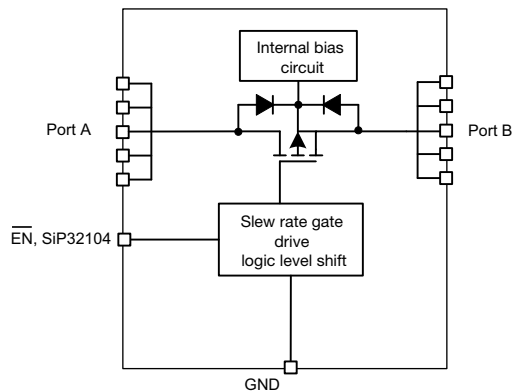 Internal bias
circuit
Port A
Port B
EN, SiP32104
Slew rate gate
drive
logic level shift
GND